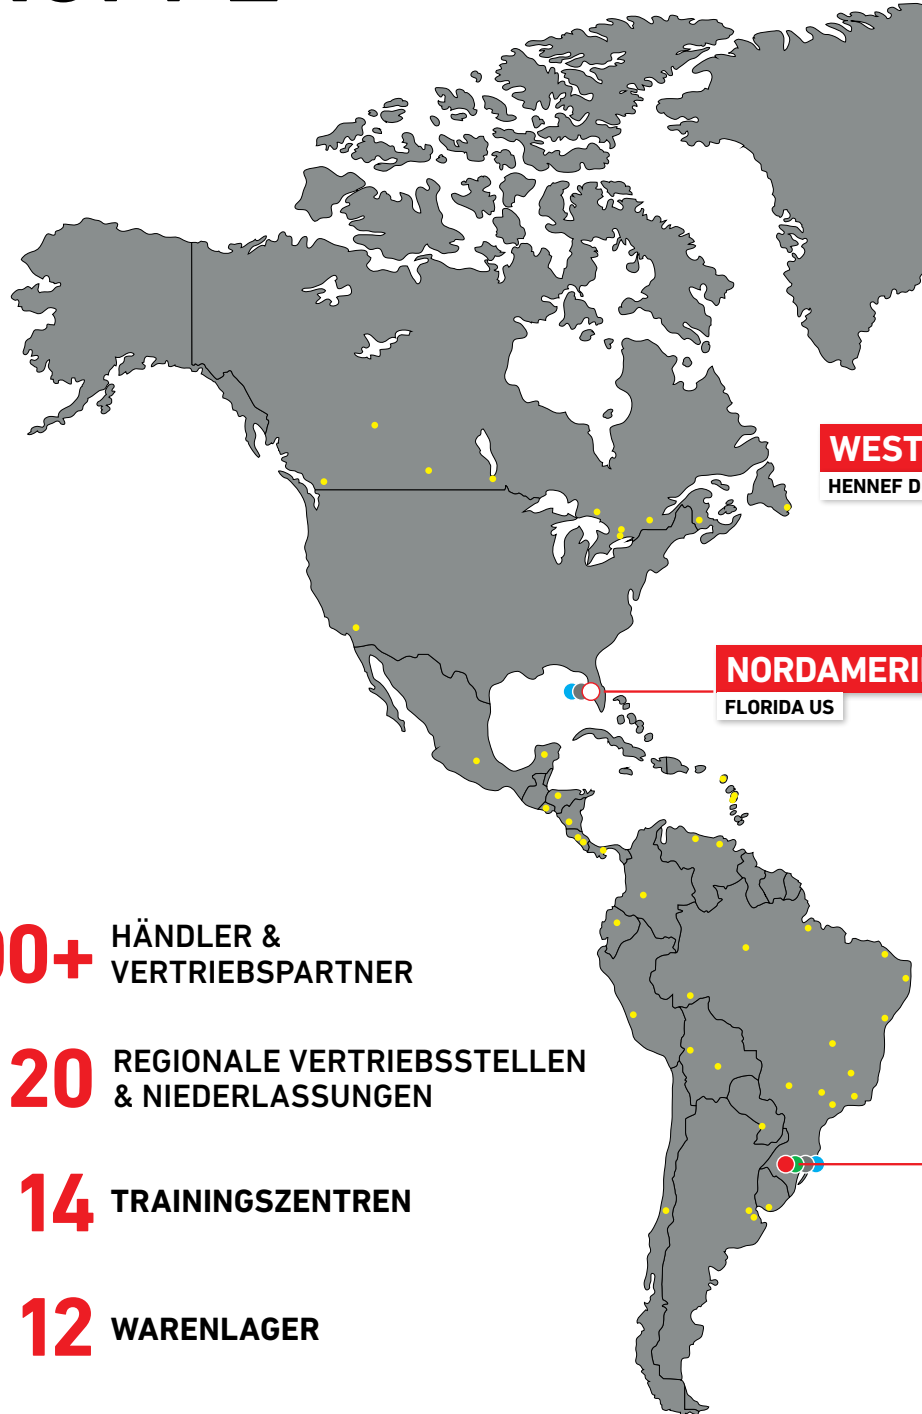 WEST
HENNEF D
NORDAMERI
FLORIDA US
00+ HÄNDLER &
VERTRIEBSPARTNER
20 REGIONALE VERTRIEBSSTELLEN
& NIEDERLASSUNGEN
14 TRAININGSZENTREN
12 WARENLAGER